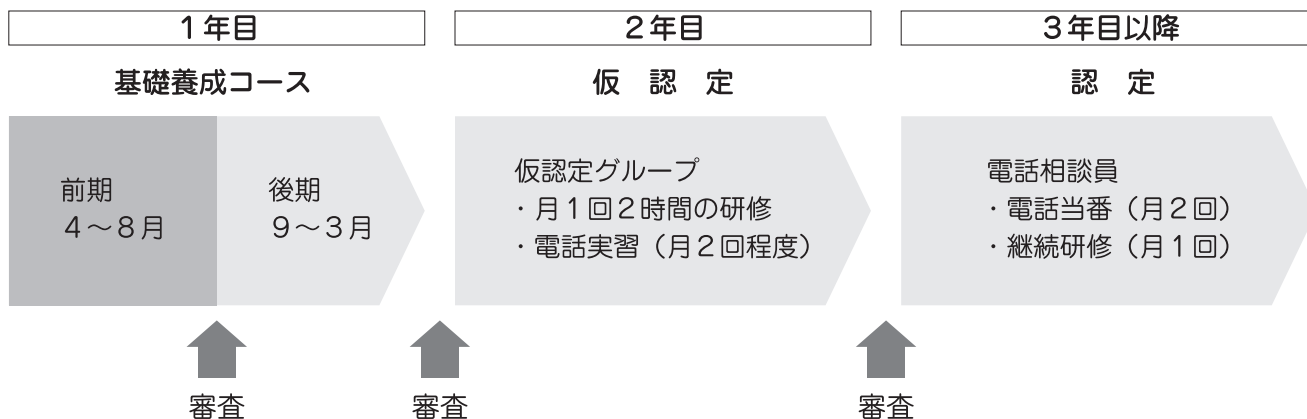 1年目
2年目
3年目以降
基礎養成コース
仮 認 定
認 定
前期
4～8月
後期
9～3月
仮認定グループ
・月1回2時間の研修
・電話実習（月2回程度）
電話相談員
・電話当番（月2回）
・継続研修（月1回）
審査
審査
審査